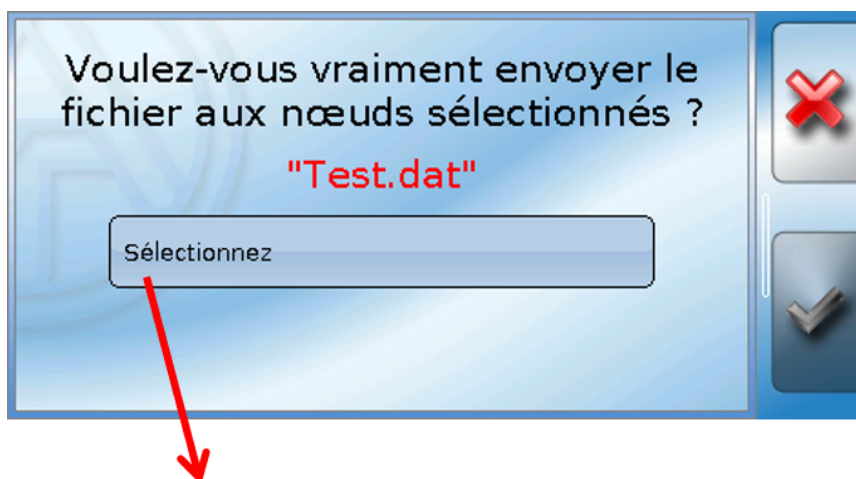 Voulez-vous vraiment envoyer le
fichier aux nœuds sélectionnés ?
"Test.dat"
Sélectionnez